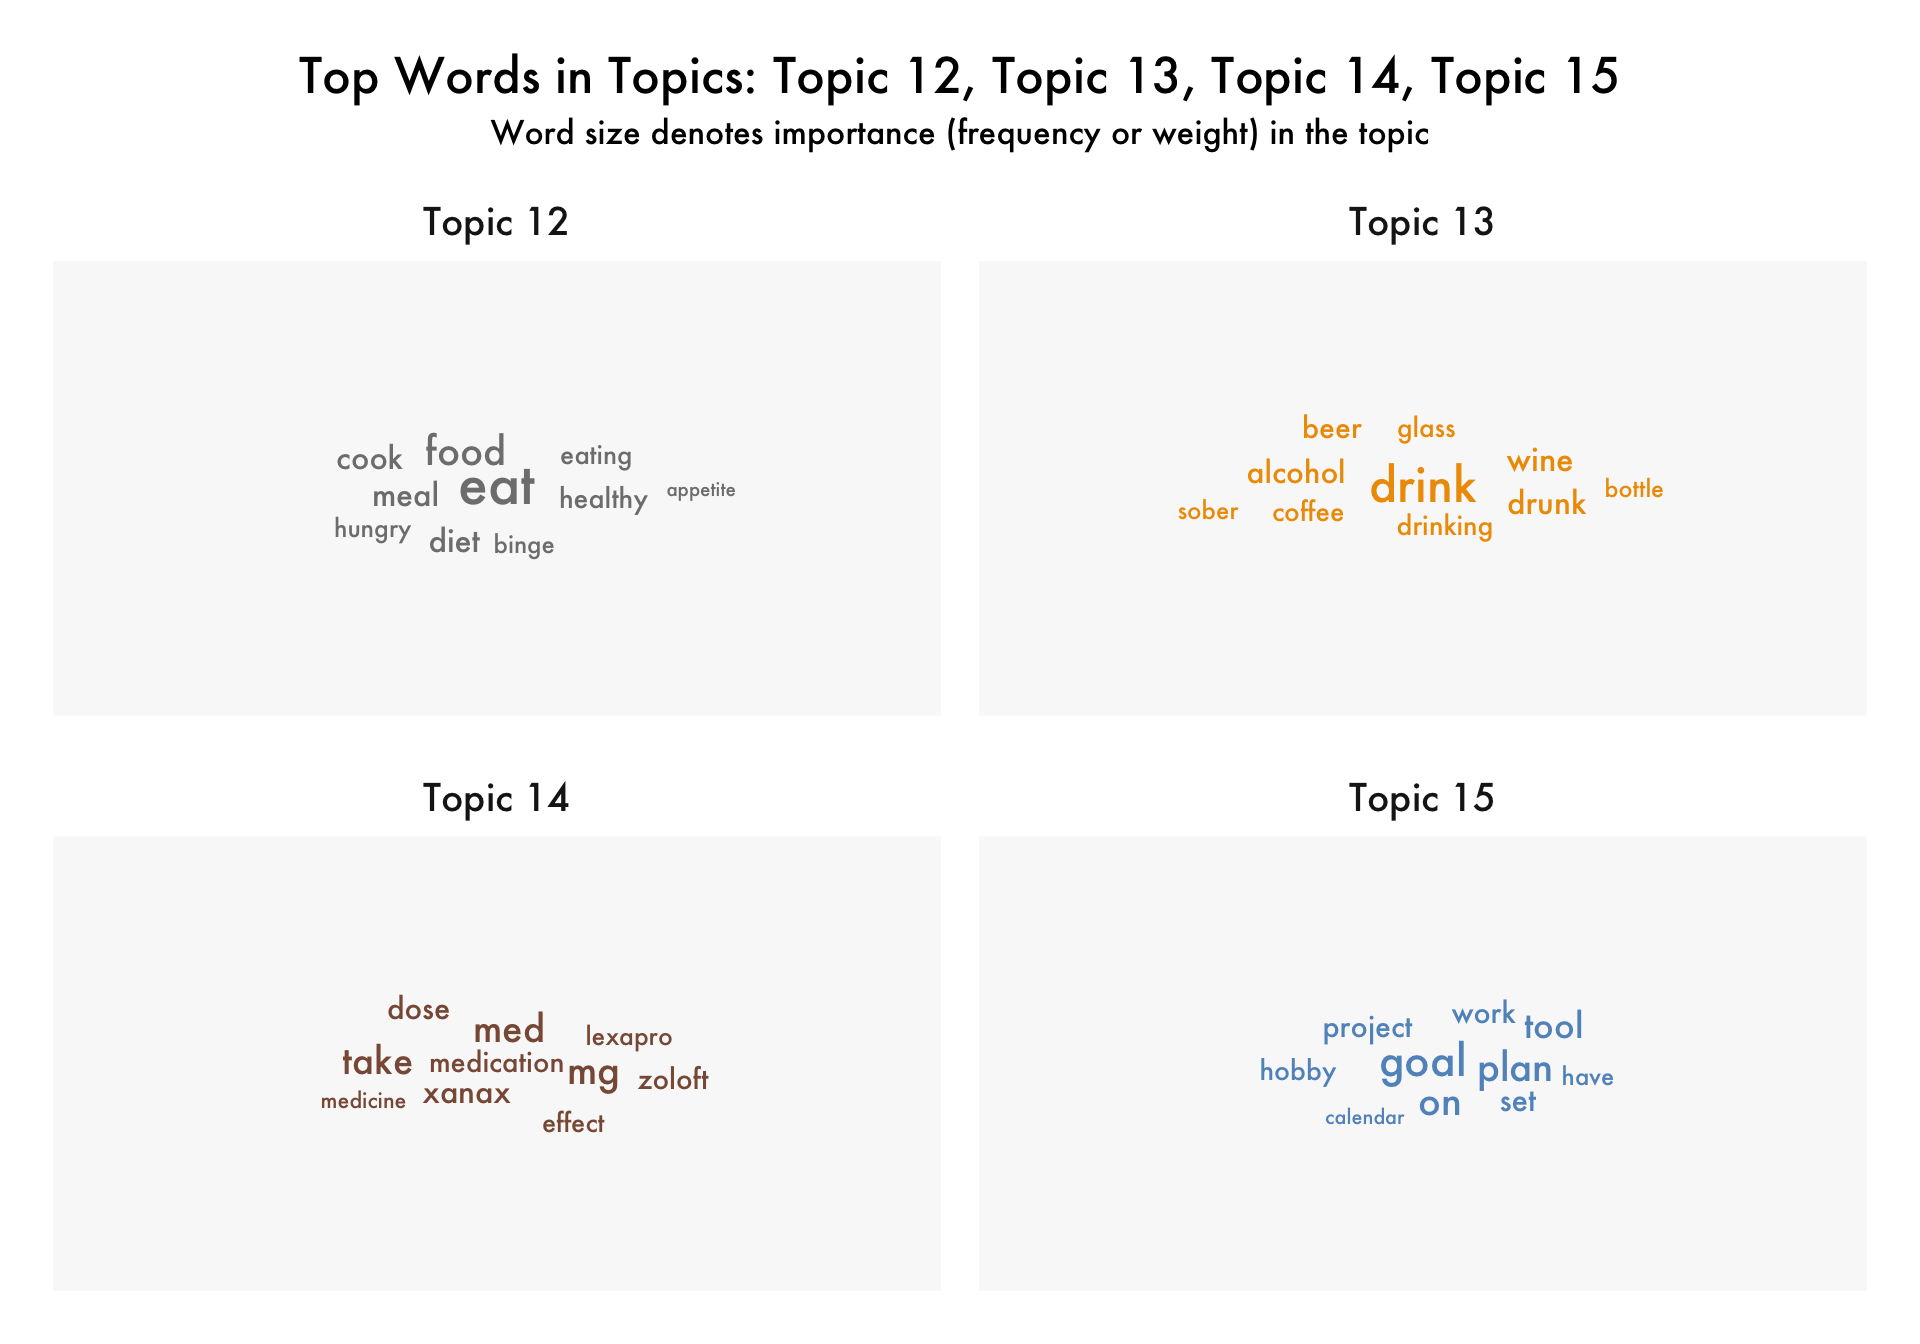 Top Words in Topics: Topic 12, Topic 13, Topic 14, Topic 15
Word size denotes importance (frequency or weight) in the topic
Topic 12
cook food eating
meal eat healthy appetite
hungry diet binge
Topic 13
beer glass
alcohol drink wine
sober coffee drinking drunk bottle
Topic 14
dose med lexapro
take medication mg zoloft
medicine xanax effect
Topic 15
project work tool
hobby goal plan have
calendar on set